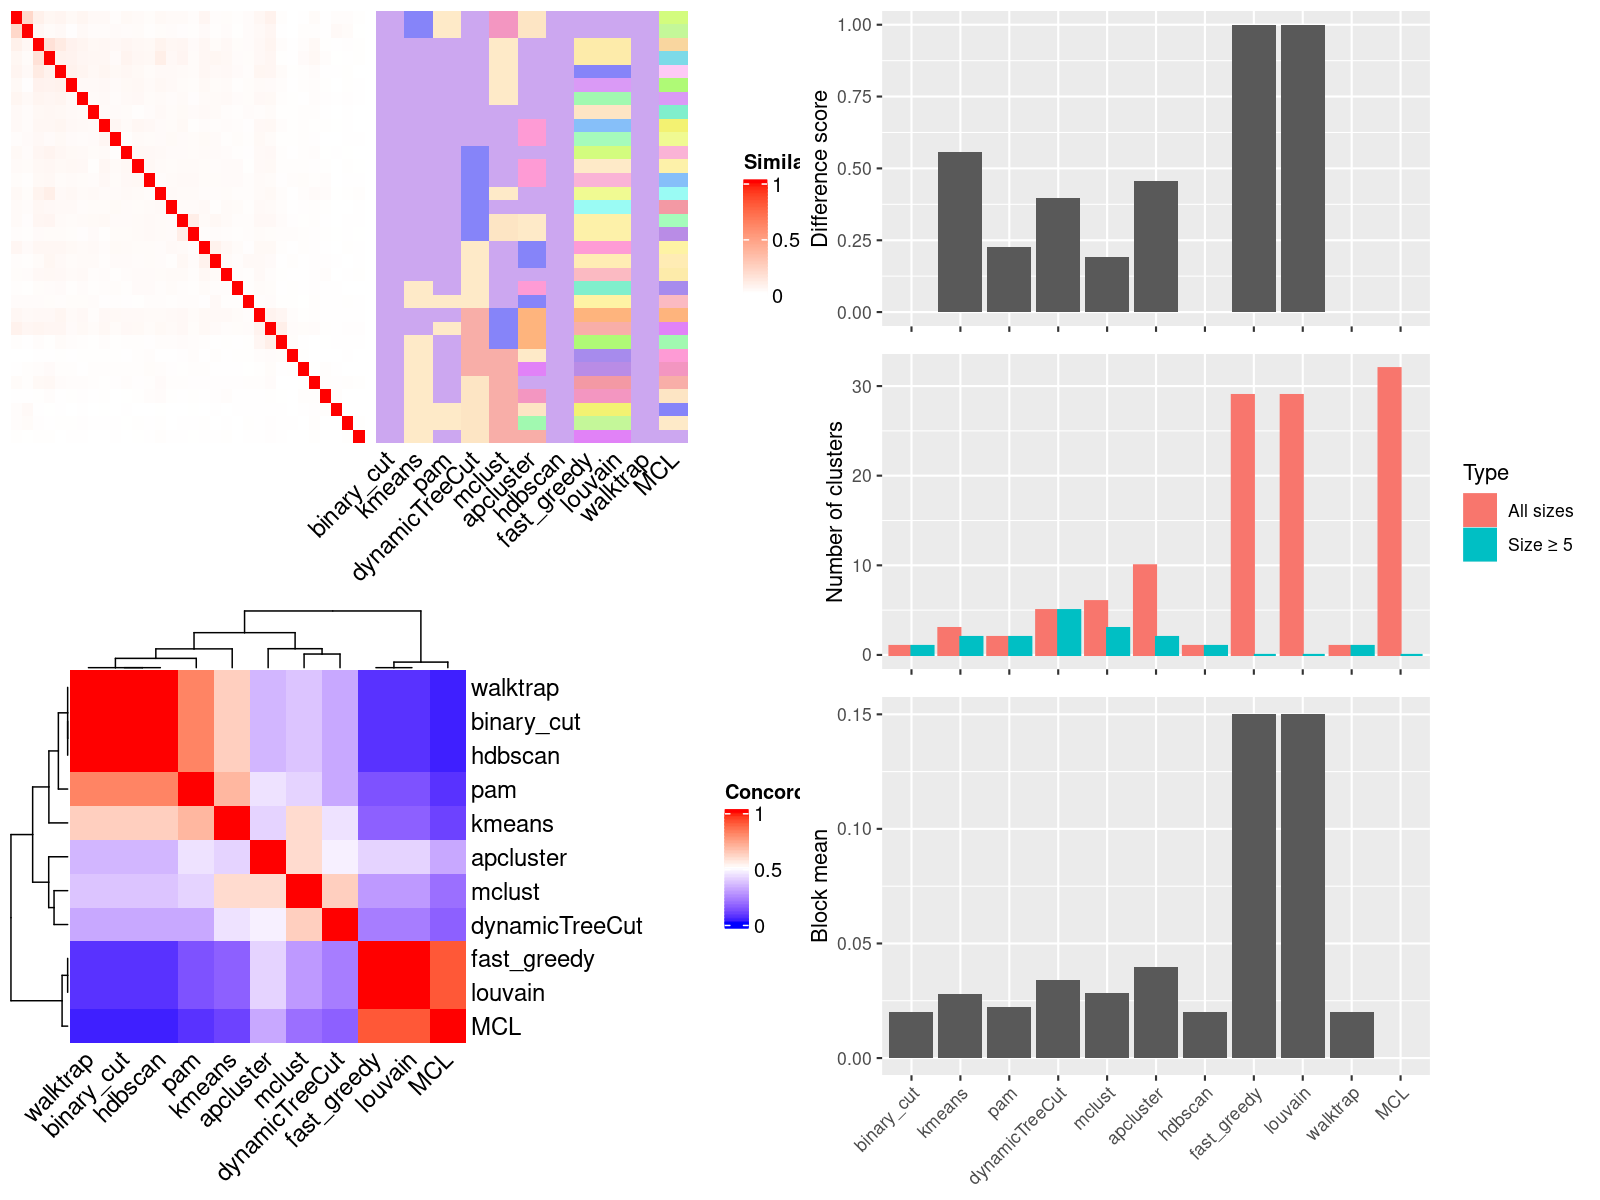 Simila
1
0.5
0
binary_cut
kmeans
pam
dynamicTreeCut
mclust
apcluster
hdbscan
fast_greedy
louvain
walktrap
MCL
walktrap
binary_cut
hdbscan
pam
kmeans
apcluster
mclust
dynamicTreeCut
fast_greedy
louvain
MCL
walktrap
binary_cut
hdbscan
pam
kmeans
apcluster
mclust
dynamicTreeCut
fast_greedy
louvain
MCL
Concord
1
0.5
0
Difference score
1.00
0.75
0.50
0.25
0.00
Number of clusters
30
20
10
0
Type
All sizes
Size ≥ 5
Block mean
0.15
0.10
0.05
0.00
binary_cut
kmeans
pam
dynamicTreeCut
mclust
apcluster
hdbscan
fast_greedy
louvain
walktrap
MCL